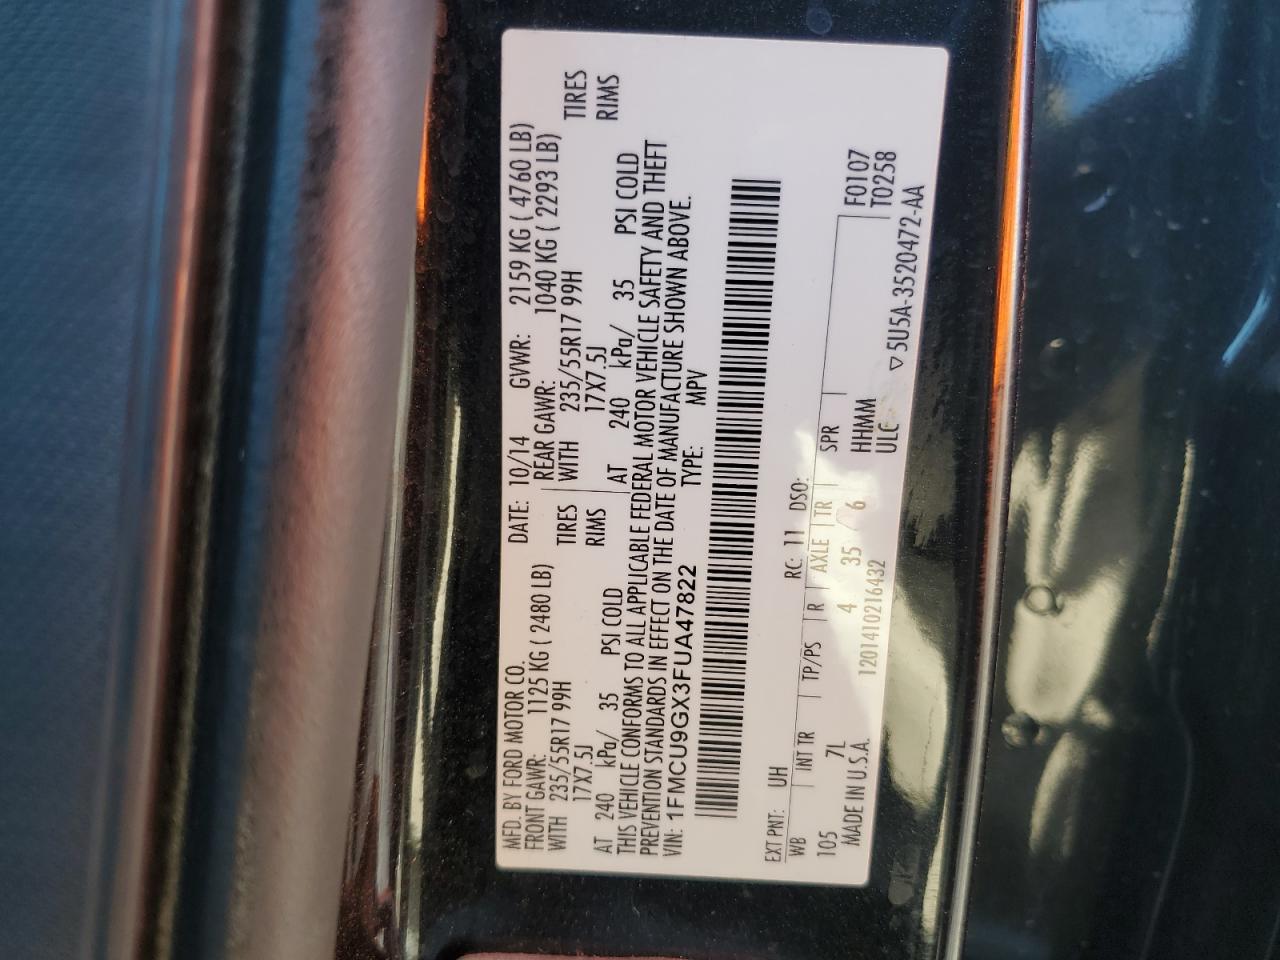 MFD. BY FORD MOTOR CO. DATE: 10/14 GVWR: 2159 KG ( 4760 LB)
FRONT GAWR: 1125 KG ( 2480 LB) REAR GAWR: 1040 KG ( 2293 LB)
WITH 235/55R17 99H TIRES WITH 235/55R17 99H TIRES
17X7.5J RIMS 17X7.5J RIMS
AT 240 kPa/ 35 PSI COLD AT 240 kPa/ 35 PSI COLD
THIS VEHICLE CONFORMS TO ALL APPLICABLE FEDERAL MOTOR VEHICLE SAFETY AND THEFT
PREVENTION STANDARDS IN EFFECT ON THE DATE OF MANUFACTURE SHOWN ABOVE.
VIN: 1FMCU9GX3FUA47822 TYPE: MPV
EXT PNT: UH RC: 11 DSO:
WB INT TR TP/PS R AXLE TR SPR
105 7L 4 35 6 HHMM F0107
MADE IN U.S.A. 1201410216432 ULC T0258
▽ 5U5A-3520472-AA